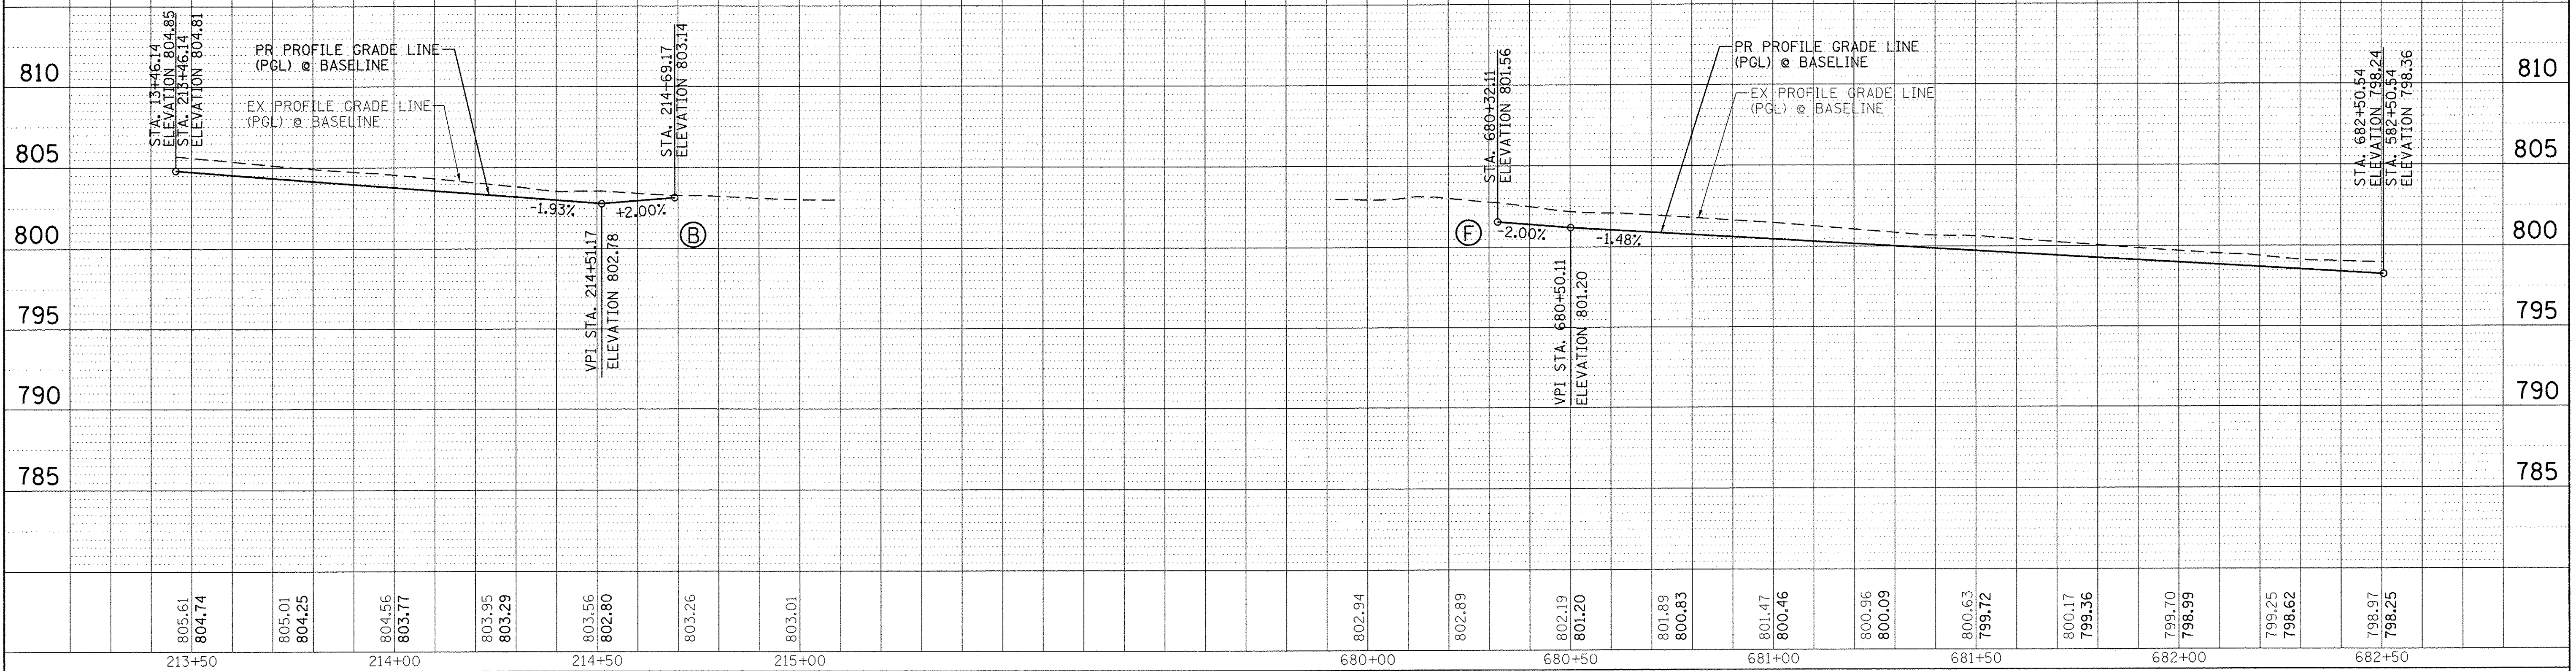 810
805
800
795
790
785
STA. 13+46.14
ELEVATION 804.85
STA. 213+46.14
ELEVATION 804.81
PR PROFILE GRADE LINE
(PGL) @ BASELINE
EX PROFILE GRADE LINE
(PGL) @ BASELINE
-1.93%
+2.00%
VPI STA. 214+51.17
ELEVATION 802.78
STA. 214+69.17
ELEVATION 803.14
B
F
STA. 680+32.11
ELEVATION 801.56
-2.00%
-1.48%
VPI STA. 680+50.11
ELEVATION 801.20
PR PROFILE GRADE LINE
(PGL) @ BASELINE
EX PROFILE GRADE LINE
(PGL) @ BASELINE
STA. 682+50.54
ELEVATION 798.24
STA. 582+50.54
ELEVATION 798.36
810
805
800
795
790
785
805.61
804.74
805.01
804.25
804.56
803.77
803.95
803.29
803.56
802.80
803.26
803.01
802.94
802.89
802.19
801.20
801.89
800.83
801.47
800.46
800.96
800.09
800.63
799.72
800.17
799.36
799.70
798.99
799.25
798.62
798.97
798.25
213+50
214+00
214+50
215+00
680+00
680+50
681+00
681+50
682+00
682+50